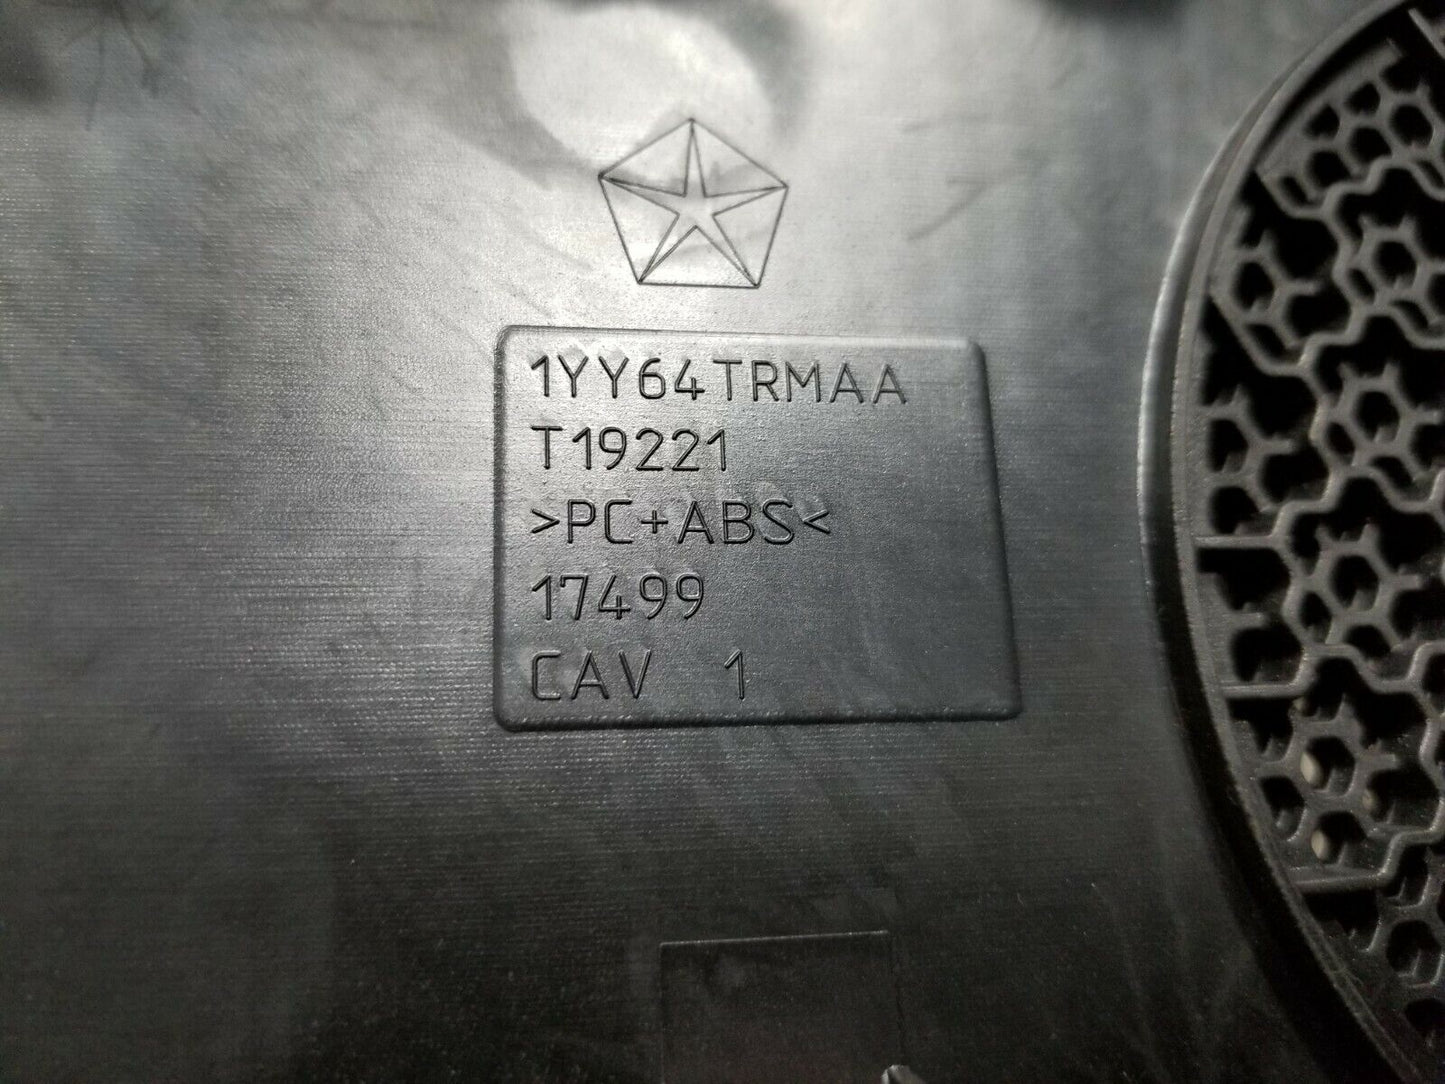 1YY64TRMAA
T19221
>PC+ABS<
17499
CAV 1